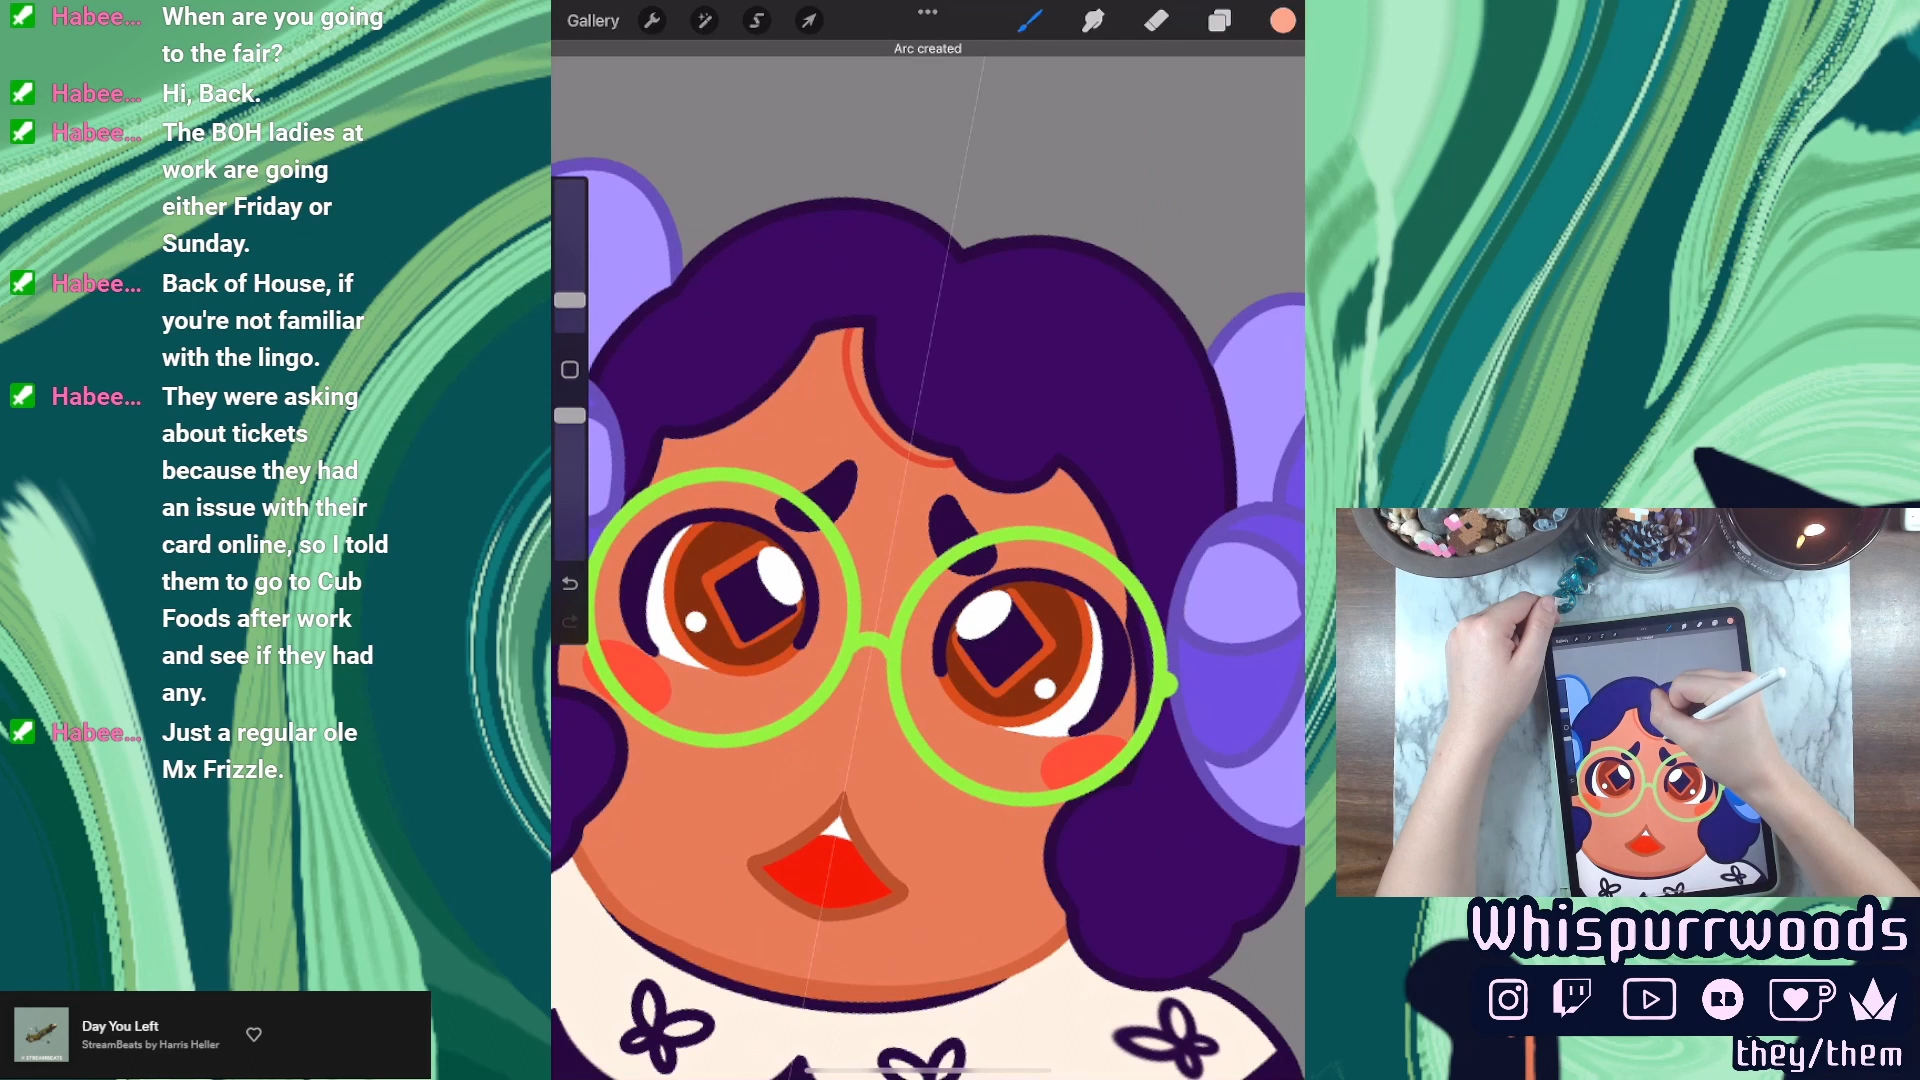 Habee... When are you going
to the fair?
Habee... Hi, Back.
Habee... The BOH ladies at
work are going
either Friday or
Sunday.
Habee... Back of House, if
you're not familiar
with the lingo.
Habee... They were asking
about tickets
because they had
an issue with their
card online, so I told
them to go to Cub
Foods after work
and see if they had
any.
Habee... Just a regular ole
Mx Frizzle.
Day You Left
StreamBeats by Harris Heller
Gallery
Arc created
Whispurrwoods
RB
they/them